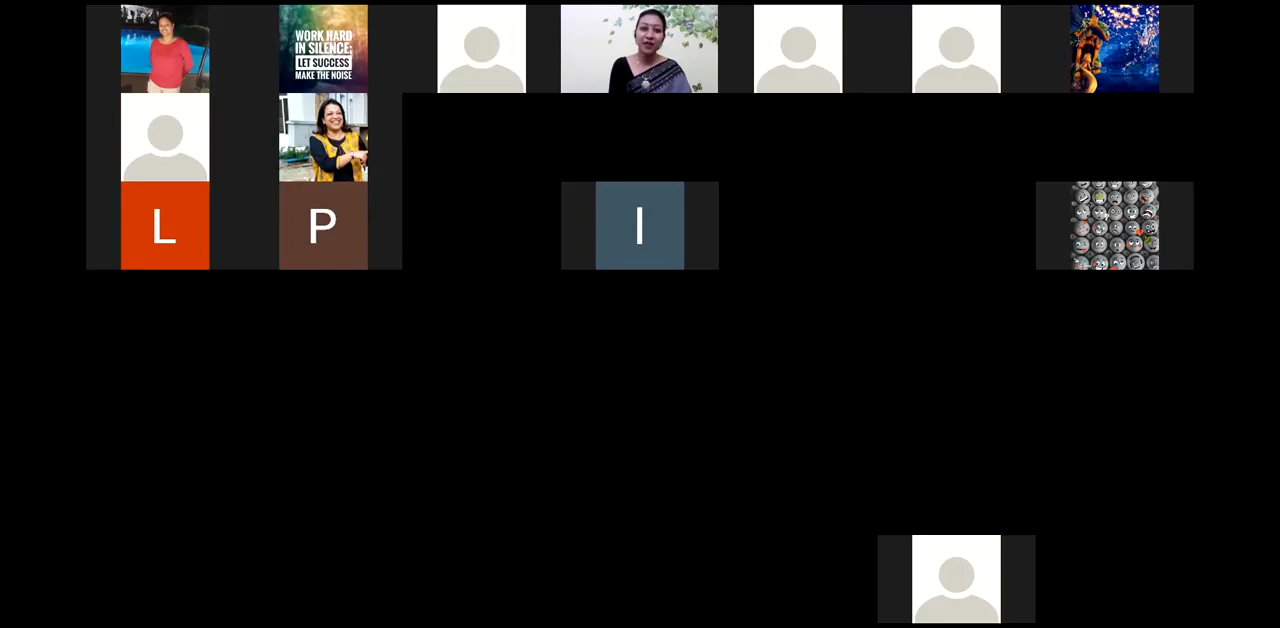 WORK HARD
IN SILENCE;
LET SUCCESS
MAKE THE NOISE
L
P
I